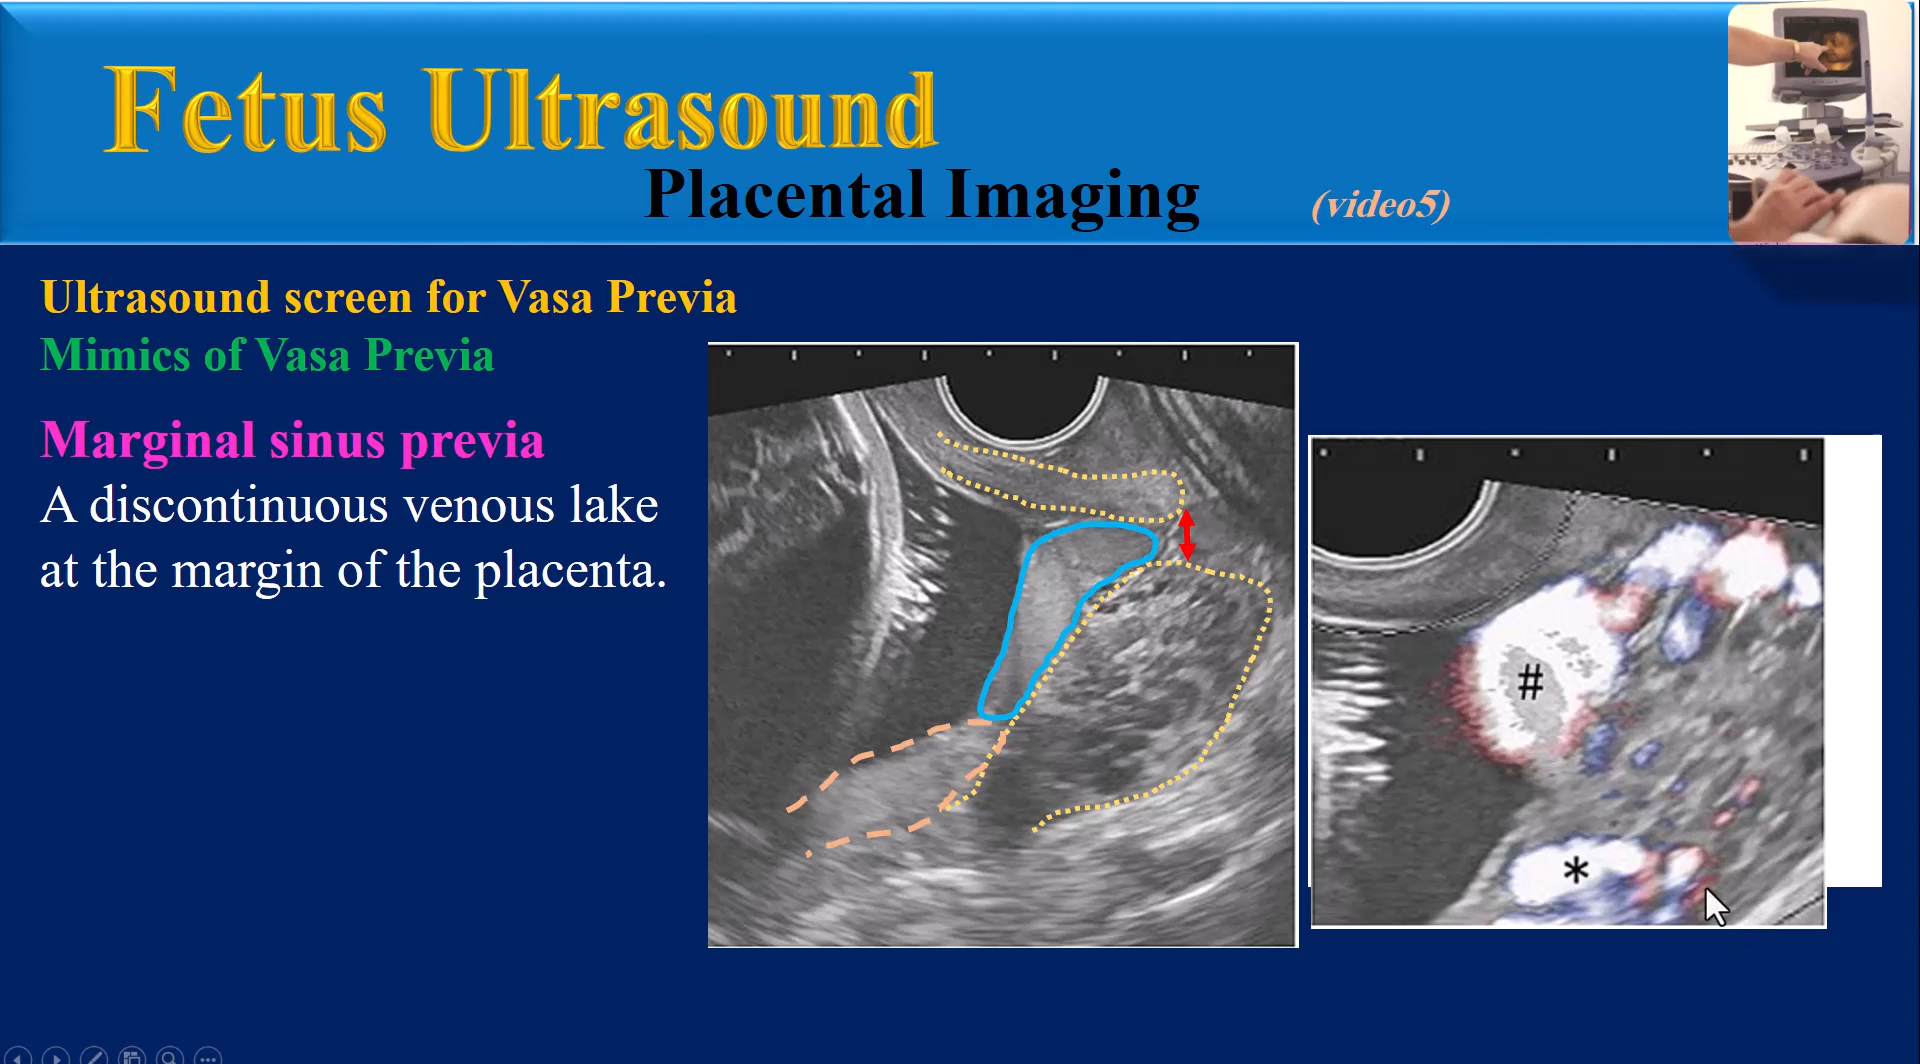 Fetus Ultrasound
Placental Imaging
(video5)
Ultrasound screen for Vasa Previa
Mimics of Vasa Previa
Marginal sinus previa
A discontinuous venous lake
at the margin of the placenta.
#
*